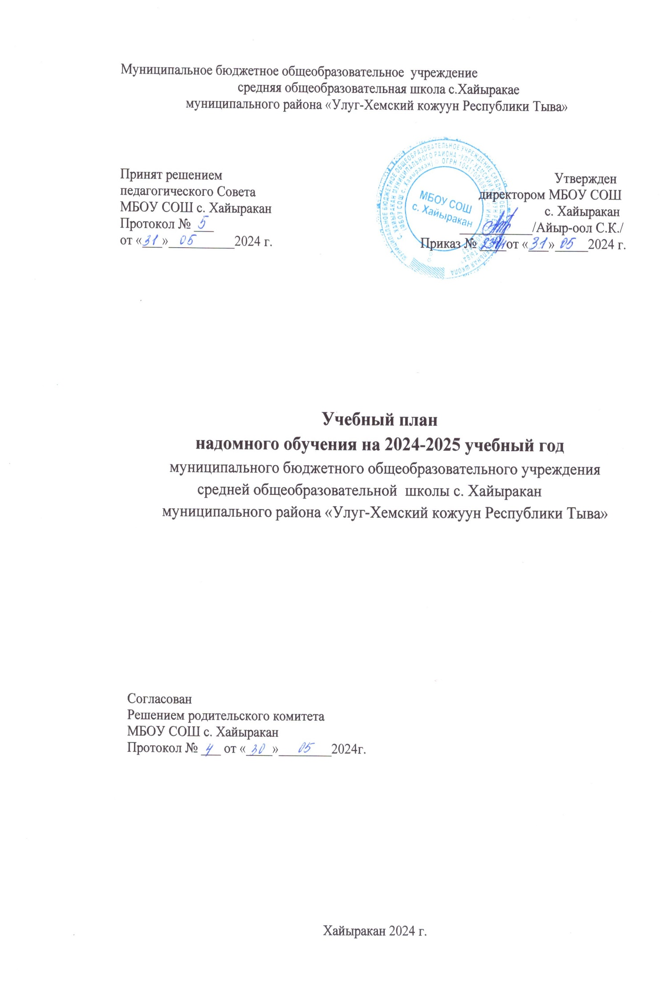 Муниципальное бюджетное общеобразовательное учреждение
средняя общеобразовательная школа с.Хайыракае
муниципального района «Улуг-Хемский кожуун Республики Тыва»
Принят решением
педагогического Совета
МБОУ СОШ с. Хайыракан
Протокол № 5
от «31» 05 2024 г.
МБОУ СОШ
с. Хайыракан
Утвержден
директором МБОУ СОШ
с. Хайыракан
/Айыр-оол С.К./
Приказ № от «31» 05 2024 г.
Учебный план
надомного обучения на 2024-2025 учебный год
муниципального бюджетного общеобразовательного учреждения
средней общеобразовательной школы с. Хайыракан
муниципального района «Улуг-Хемский кожуун Республики Тыва»
Согласован
Решением родительского комитета
МБОУ СОШ с. Хайыракан
Протокол № 4 от «30» 05 2024г.
Хайыракан 2024 г.